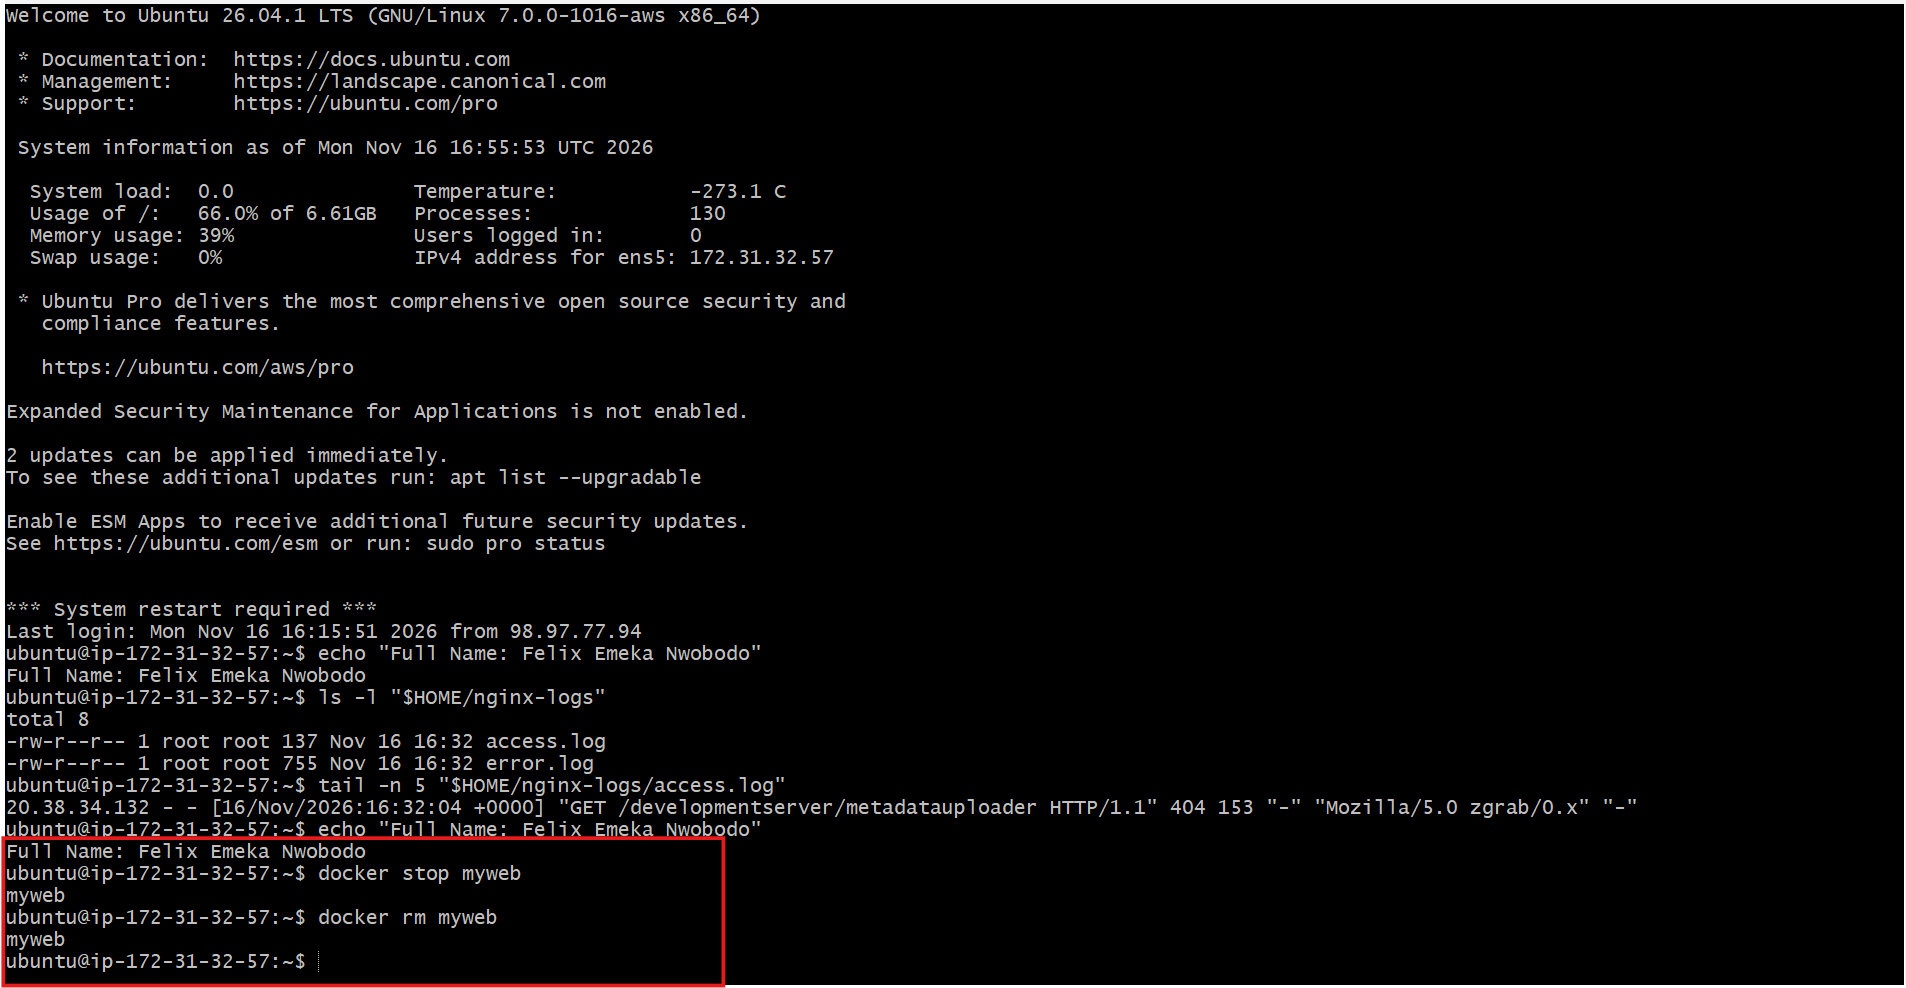 Welcome to Ubuntu 26.04.1 LTS (GNU/Linux 7.0.0-1016-aws x86_64)
* Documentation: https://docs.ubuntu.com
* Management: https://landscape.canonical.com
* Support: https://ubuntu.com/pro
System information as of Mon Nov 16 16:55:53 UTC 2026
System load: 0.0 Temperature: -273.1 C
Usage of /: 66.0% of 6.61GB Processes: 130
Memory usage: 39% Users logged in: 0
Swap usage: 0% IPv4 address for ens5: 172.31.32.57
* Ubuntu Pro delivers the most comprehensive open source security and
compliance features.
https://ubuntu.com/aws/pro
Expanded Security Maintenance for Applications is not enabled.
2 updates can be applied immediately.
To see these additional updates run: apt list --upgradable
Enable ESM Apps to receive additional future security updates.
See https://ubuntu.com/esm or run: sudo pro status
*** System restart required ***
Last login: Mon Nov 16 16:15:51 2026 from 98.97.77.94
ubuntu@ip-172-31-32-57:~$ echo "Full Name: Felix Emeka Nwobodo"
Full Name: Felix Emeka Nwobodo
ubuntu@ip-172-31-32-57:~$ ls -l "$HOME/nginx-logs"
total 8
-rw-r--r-- 1 root root 137 Nov 16 16:32 access.log
-rw-r--r-- 1 root root 755 Nov 16 16:32 error.log
ubuntu@ip-172-31-32-57:~$ tail -n 5 "$HOME/nginx-logs/access.log"
20.38.34.132 - - [16/Nov/2026:16:32:04 +0000] "GET /developmentserver/metadatauploader HTTP/1.1" 404 153 "-" "Mozilla/5.0 zgrab/0.x" "-"
ubuntu@ip-172-31-32-57:~$ echo "Full Name: Felix Emeka Nwobodo"
Full Name: Felix Emeka Nwobodo
ubuntu@ip-172-31-32-57:~$ docker stop myweb
myweb
ubuntu@ip-172-31-32-57:~$ docker rm myweb
myweb
ubuntu@ip-172-31-32-57:~$